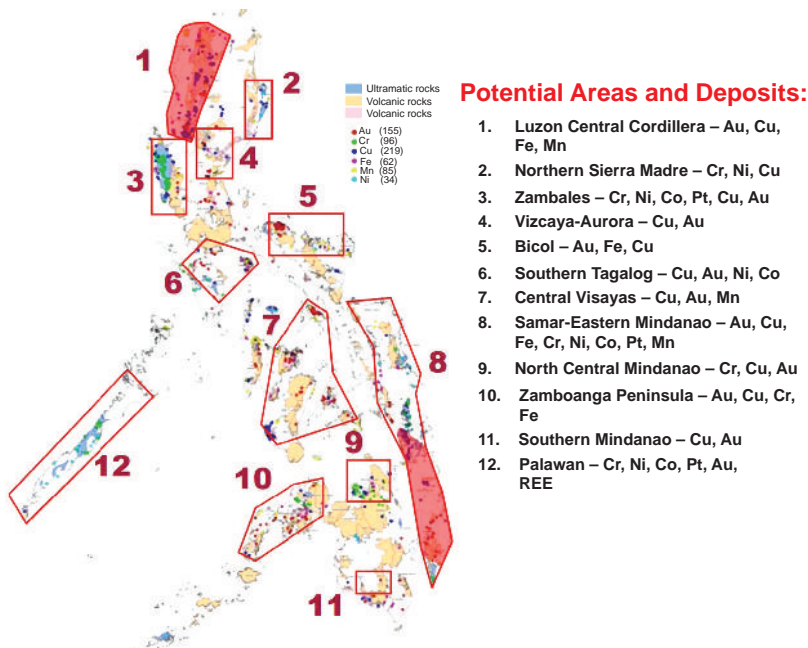 1
2
3
4
5
6
7
8
9
10
11
12
Ultramatic rocks
Volcanic rocks
Volcanic rocks
Au (155)
Cr (96)
Cu (219)
Fe (62)
Mn (85)
Ni (34)
Potential Areas and Deposits:
1. Luzon Central Cordillera – Au, Cu,
Fe, Mn
2. Northern Sierra Madre – Cr, Ni, Cu
3. Zambales – Cr, Ni, Co, Pt, Cu, Au
4. Vizcaya-Aurora – Cu, Au
5. Bicol – Au, Fe, Cu
6. Southern Tagalog – Cu, Au, Ni, Co
7. Central Visayas – Cu, Au, Mn
8. Samar-Eastern Mindanao – Au, Cu,
Fe, Cr, Ni, Co, Pt, Mn
9. North Central Mindanao – Cr, Cu, Au
10. Zamboanga Peninsula – Au, Cu, Cr,
Fe
11. Southern Mindanao – Cu, Au
12. Palawan – Cr, Ni, Co, Pt, Au,
REE